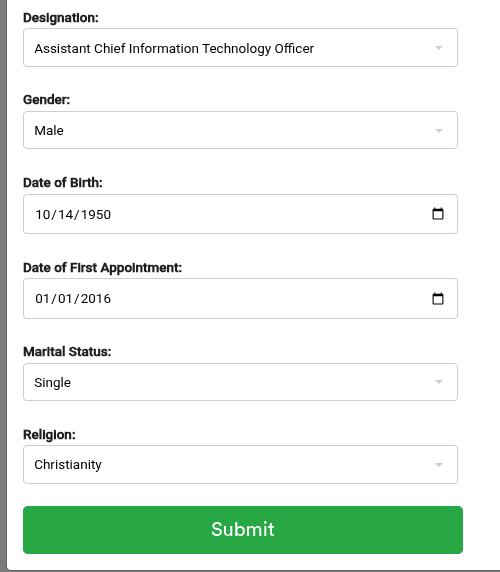 Designation:
Assistant Chief Information Technology Officer
Gender:
Male
Date of Birth:
10/14/1950
Date of First Appointment:
01/01/2016
Marital Status:
Single
Religion:
Christianity
Submit